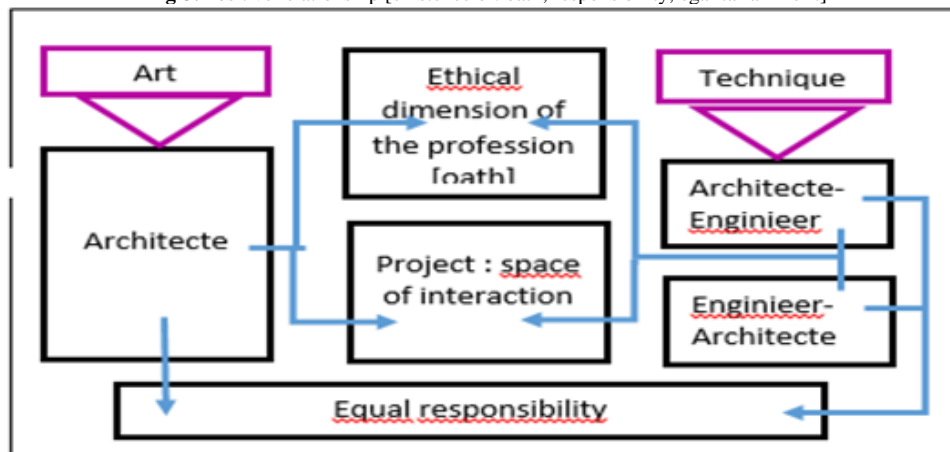 Art
Ethical
dimension of
the profession
[oath]
Technique
Architecte
Project : space
of interaction
Architecte-
Enginieer
Enginieer-
Architecte
Equal responsibility